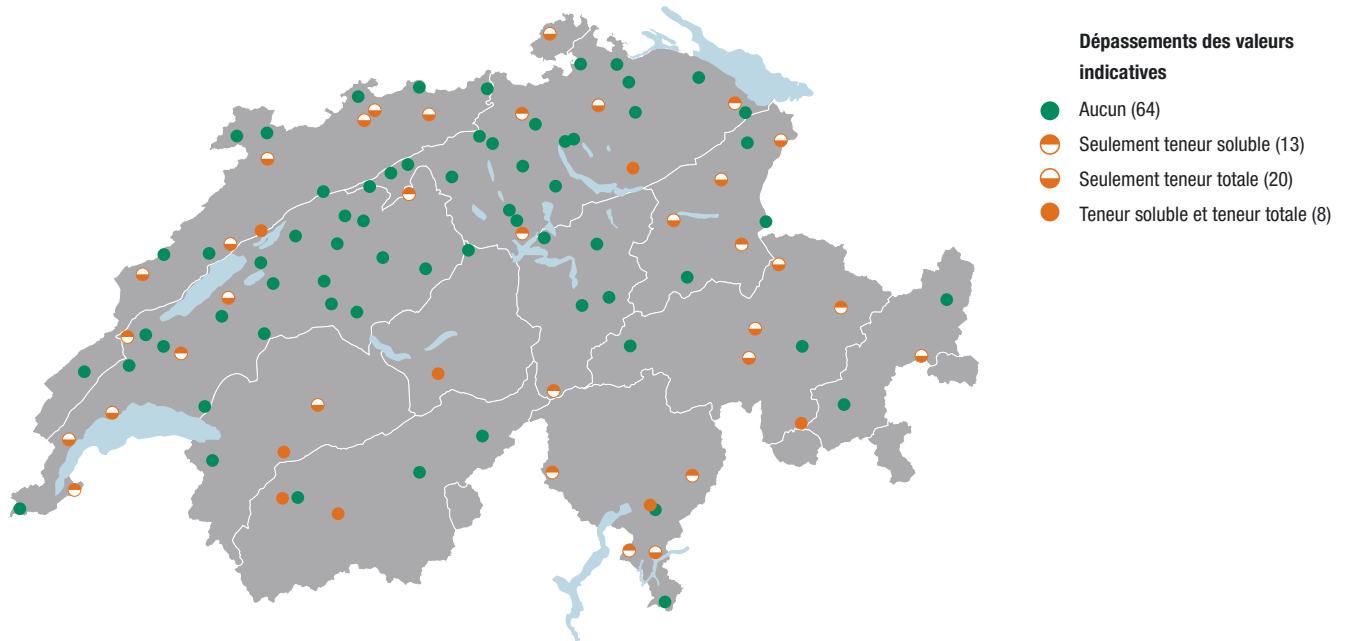 Dépassements des valeurs
indicatives
Aucun (64)
Seulement teneur soluble (13)
Seulement teneur totale (20)
Teneur soluble et teneur totale (8)